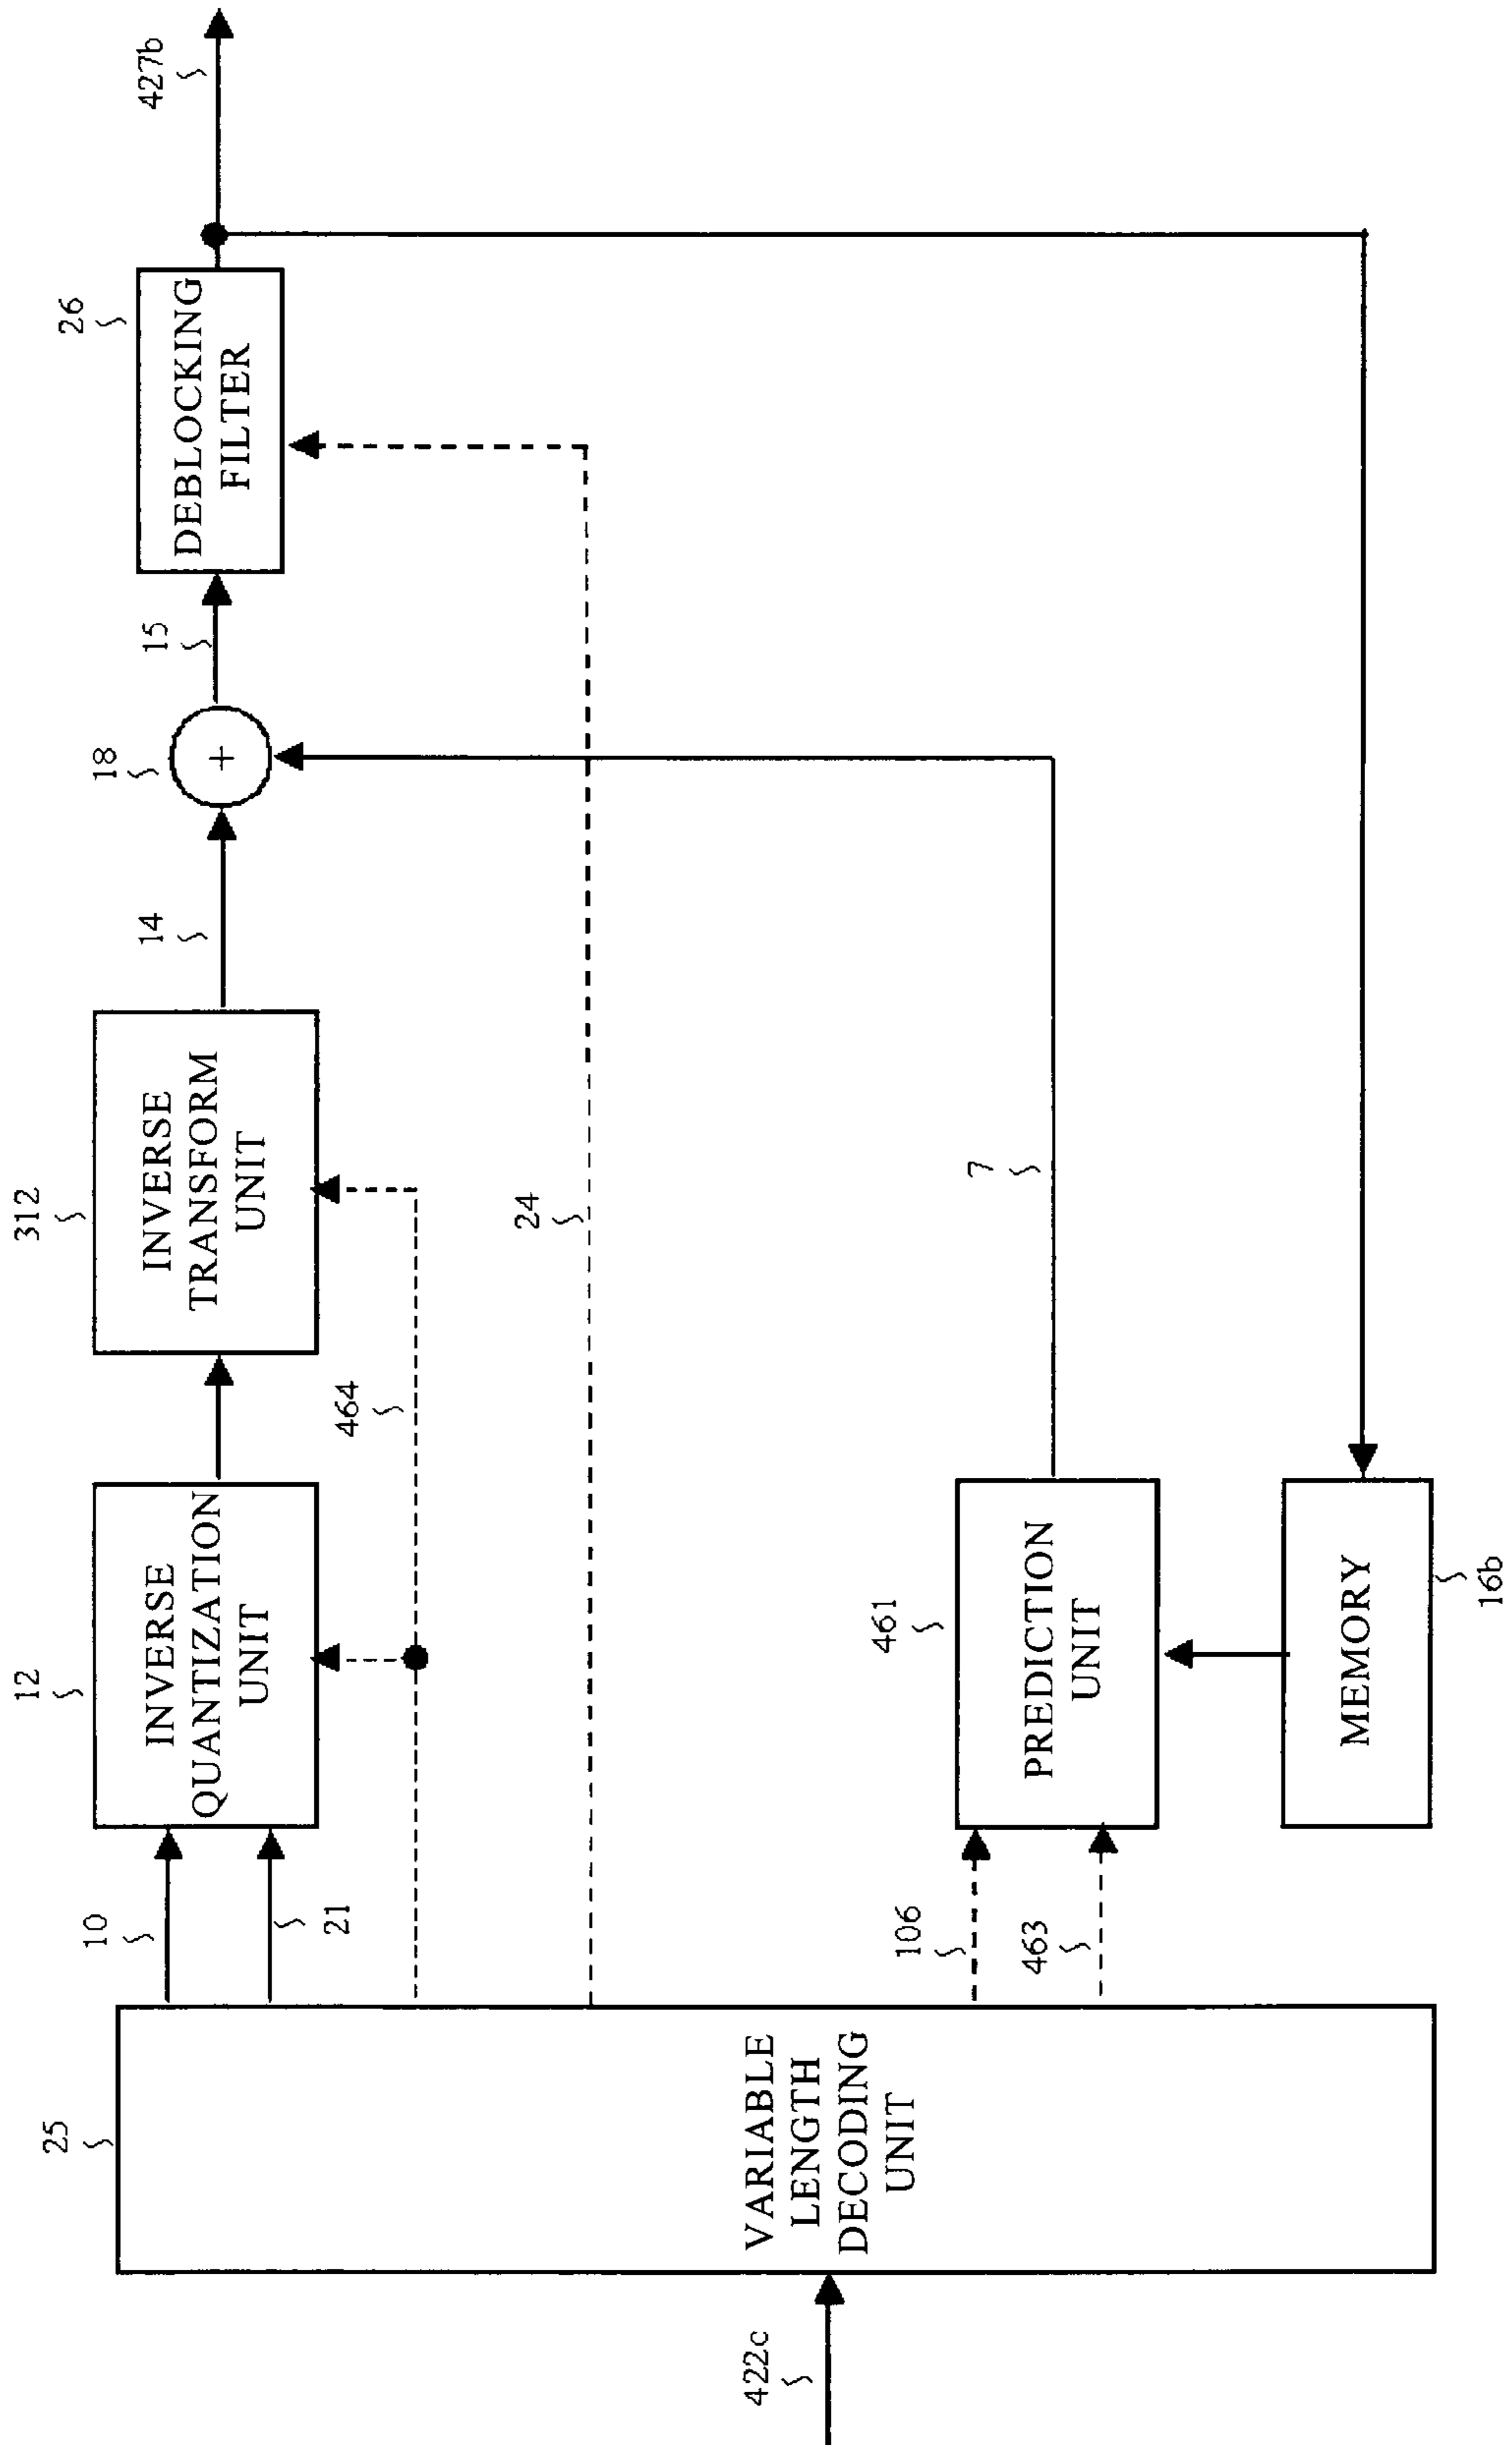 422c
25
VARIABLE
LENGTH
DECODING
UNIT
10
21
12
INVERSE
QUANTIZATION
UNIT
464
312
INVERSE
TRANSFORM
UNIT
14
18
+
15
26
DEBLOCKING
FILTER
427b
24
7
106
463
461
PREDICTION
UNIT
MEMORY
16b